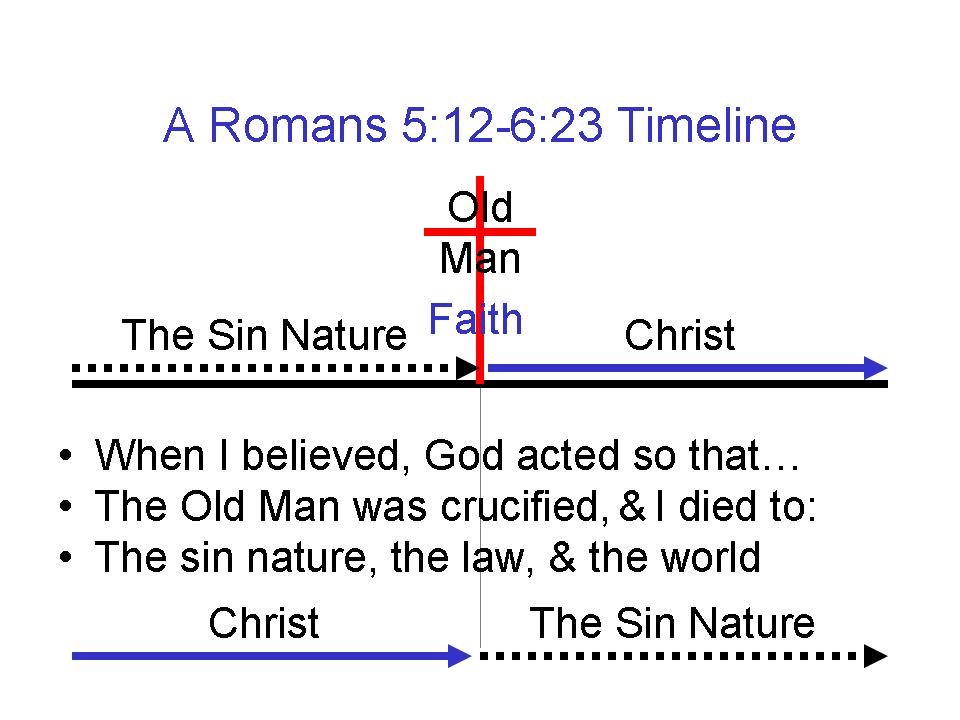 A Romans 5:12-6:23 Timeline
Old
Man
Faith
The Sin Nature
Christ
• When I believed, God acted so that…
• The Old Man was crucified, & I died to:
• The sin nature, the law, & the world
Christ
The Sin Nature